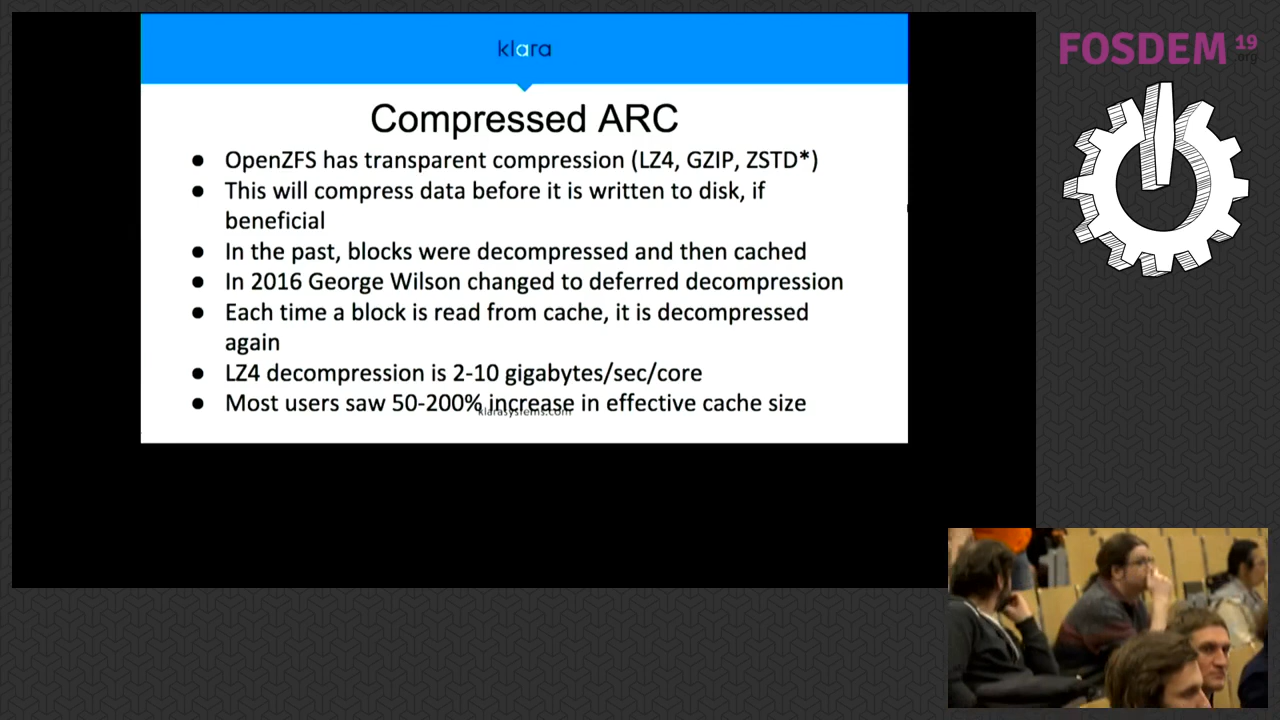 klara
FOSDEM 19
.org
Compressed ARC
● OpenZFS has transparent compression (LZ4, GZIP, ZSTD*)
● This will compress data before it is written to disk, if
beneficial
● In the past, blocks were decompressed and then cached
● In 2016 George Wilson changed to deferred decompression
● Each time a block is read from cache, it is decompressed
again
● LZ4 decompression is 2-10 gigabytes/sec/core
● Most users saw 50-200% increase in effective cache size
klarasystems.com